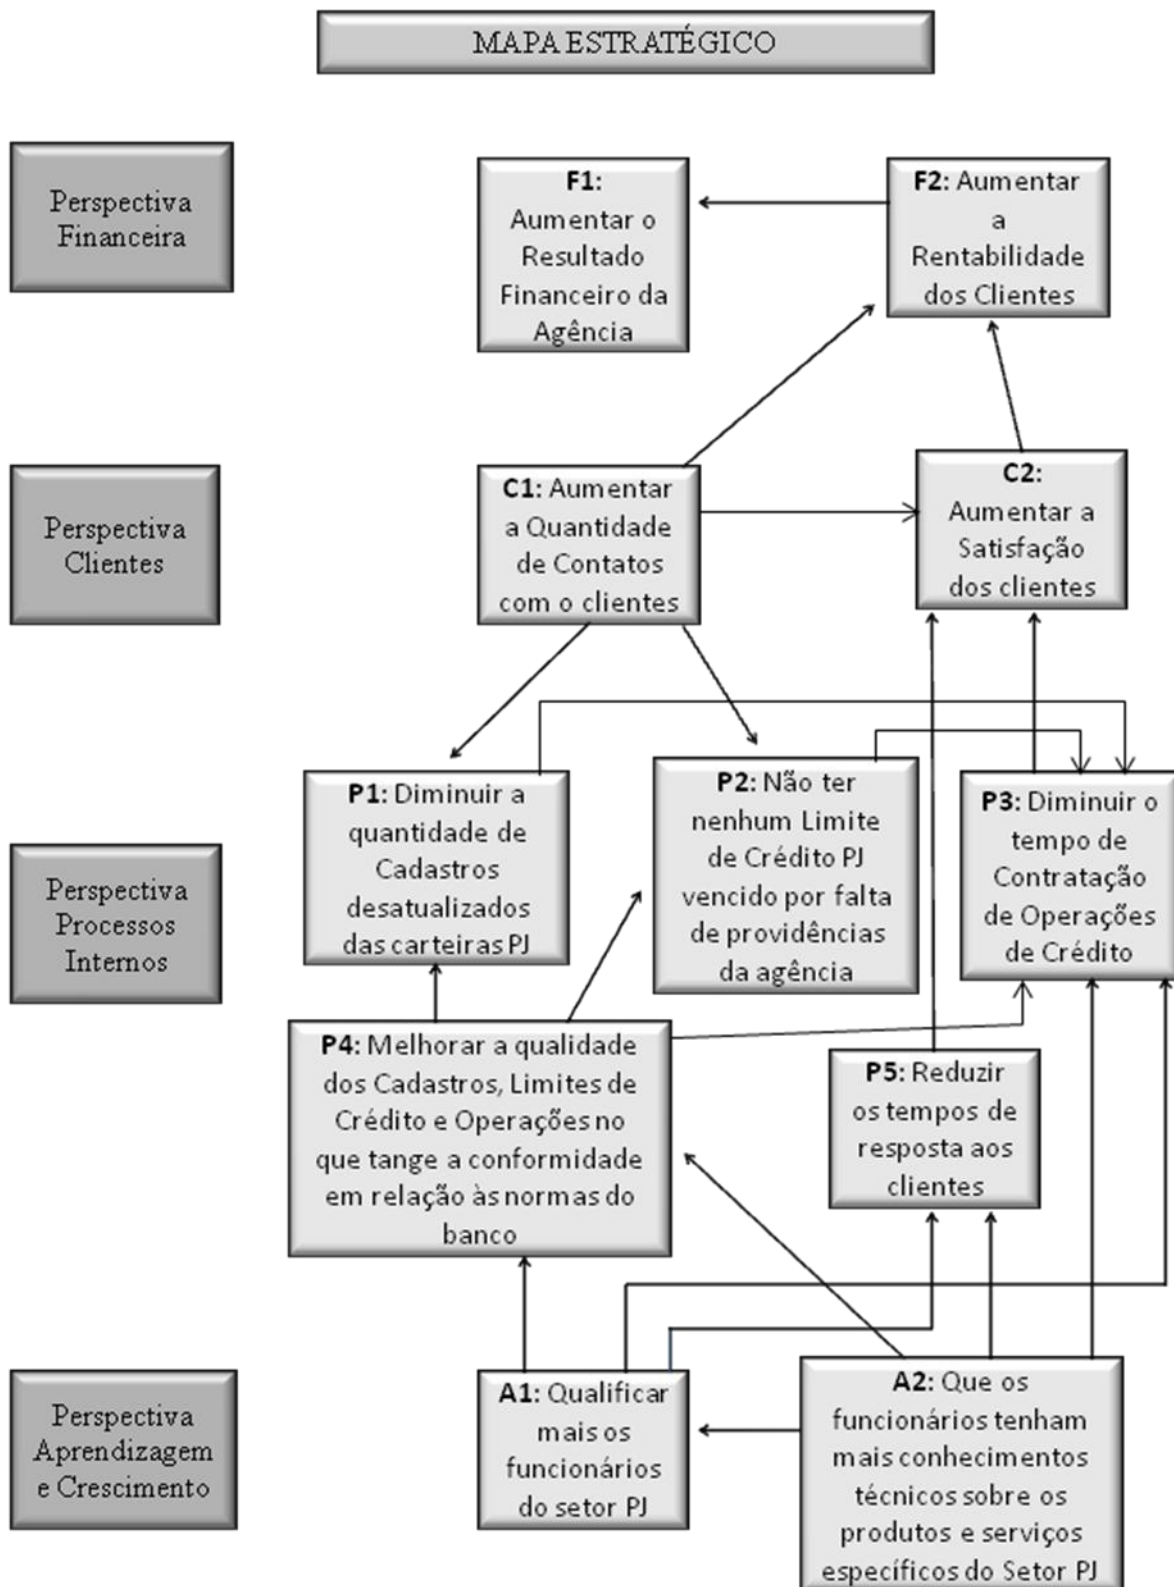 MAPA ESTRATÉGICO
Perspectiva
Financeira
F1:
Aumentar o
Resultado
Financeiro da
Agência
F2: Aumentar
a
Rentabilidade
dos Clientes
Perspectiva
Clientes
C1: Aumentar
a Quantidade
de Contatos
com o clientes
C2:
Aumentar a
Satisfação
dos clientes
Perspectiva
Processos
Internos
P1: Diminuir a
quantidade de
Cadastros
desatualizados
das carteiras PJ
P2: Não ter
nenhum Limite
de Crédito PJ
vencido por falta
de providências
da agência
P3: Diminuir o
tempo de
Contratação
de Operações
de Crédito
P4: Melhorar a qualidade
dos Cadastros, Limites de
Crédito e Operações no
que tange a conformidade
em relação às normas do
banco
P5: Reduzir
os tempos de
resposta aos
clientes
Perspectiva
Aprendizagem
e Crescimento
A1: Qualificar
mais os
funcionários
do setor PJ
A2: Que os
funcionários tenham
mais conhecimentos
técnicos sobre os
produtos e serviços
específicos do Setor PJ